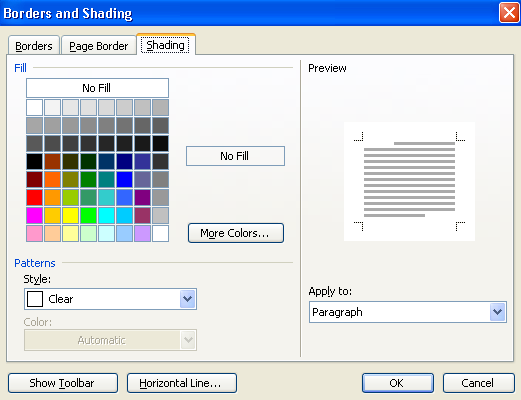 Borders and Shading
Borders
Page Border
Shading
Fill
No Fill
No Fill
More Colors...
Patterns
Style:
Clear
Color:
Automatic
Preview
Apply to:
Paragraph
Show Toolbar
Horizontal Line...
OK
Cancel